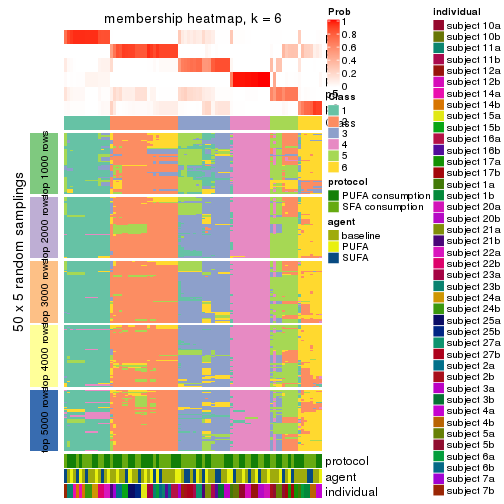 membership heatmap, k = 6
50 x 5 random samplings
top 1000 rows
top 2000 rows
top 3000 rows
top 4000 rows
top 5000 rows
protocol
agent
individual
Prob
1
0.8
0.6
0.4
0.2
0
Class
1
2
3
4
5
6
protocol
PUFA consumption
SFA consumption
agent
baseline
PUFA
SUFA
individual
subject 10a
subject 10b
subject 11a
subject 11b
subject 12a
subject 12b
subject 14a
subject 14b
subject 15a
subject 15b
subject 16a
subject 16b
subject 17a
subject 17b
subject 1a
subject 1b
subject 20a
subject 20b
subject 21a
subject 21b
subject 22a
subject 22b
subject 23a
subject 23b
subject 24a
subject 24b
subject 25a
subject 25b
subject 27a
subject 27b
subject 2a
subject 2b
subject 3a
subject 3b
subject 4a
subject 4b
subject 5a
subject 5b
subject 6a
subject 6b
subject 7a
subject 7b